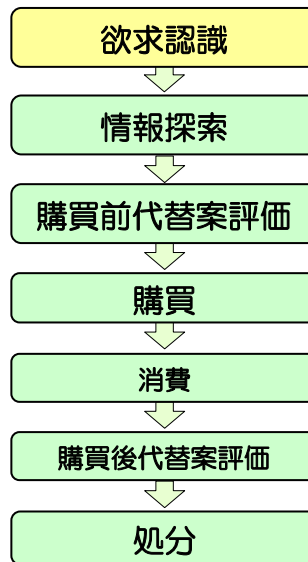 欲求認識
情報探索
購買前代替案評価
購買
消費
購買後代替案評価
処分